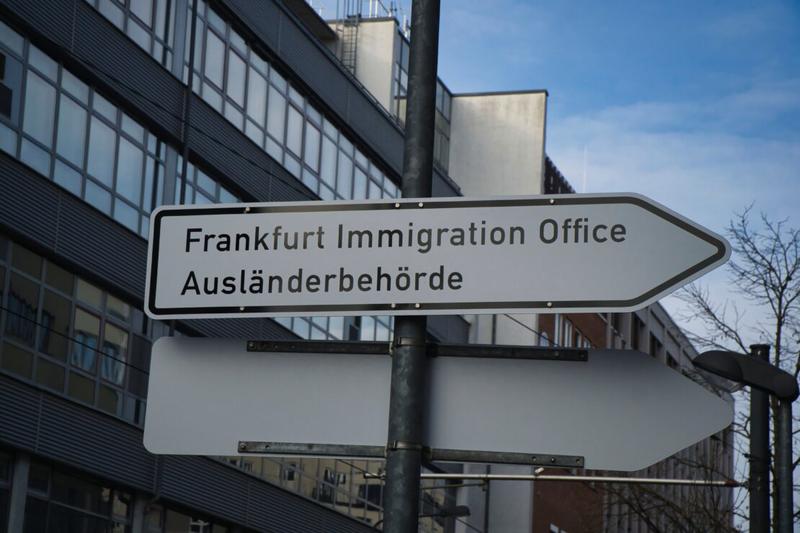 Frankfurt Immigration Office
Ausländerbehörde